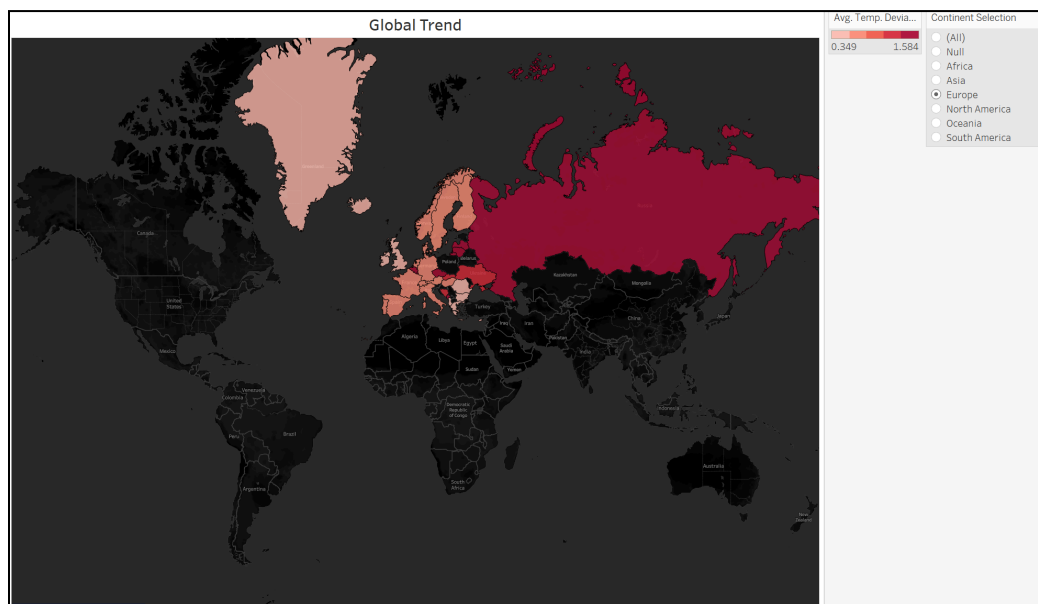 Global Trend
Avg. Temp. Devia...
0.349 1.584
Continent Selection
(All)
Null
Africa
Asia
Europe
North America
Oceania
South America
Canada
United
States
Mexico
Venezuela
Colombia
Peru
Brazil
Argentina
Poland
Belarus
Turkey
Kazakhstan
Mongolia
China
Japan
Iraq
Iran
Pakistan
India
Algeria
Libya
Egypt
Saudi
Arabia
Sudan
Yemen
Democratic
Republic
of Congo
South
Africa
Indonesia
Australia
New
Zealand